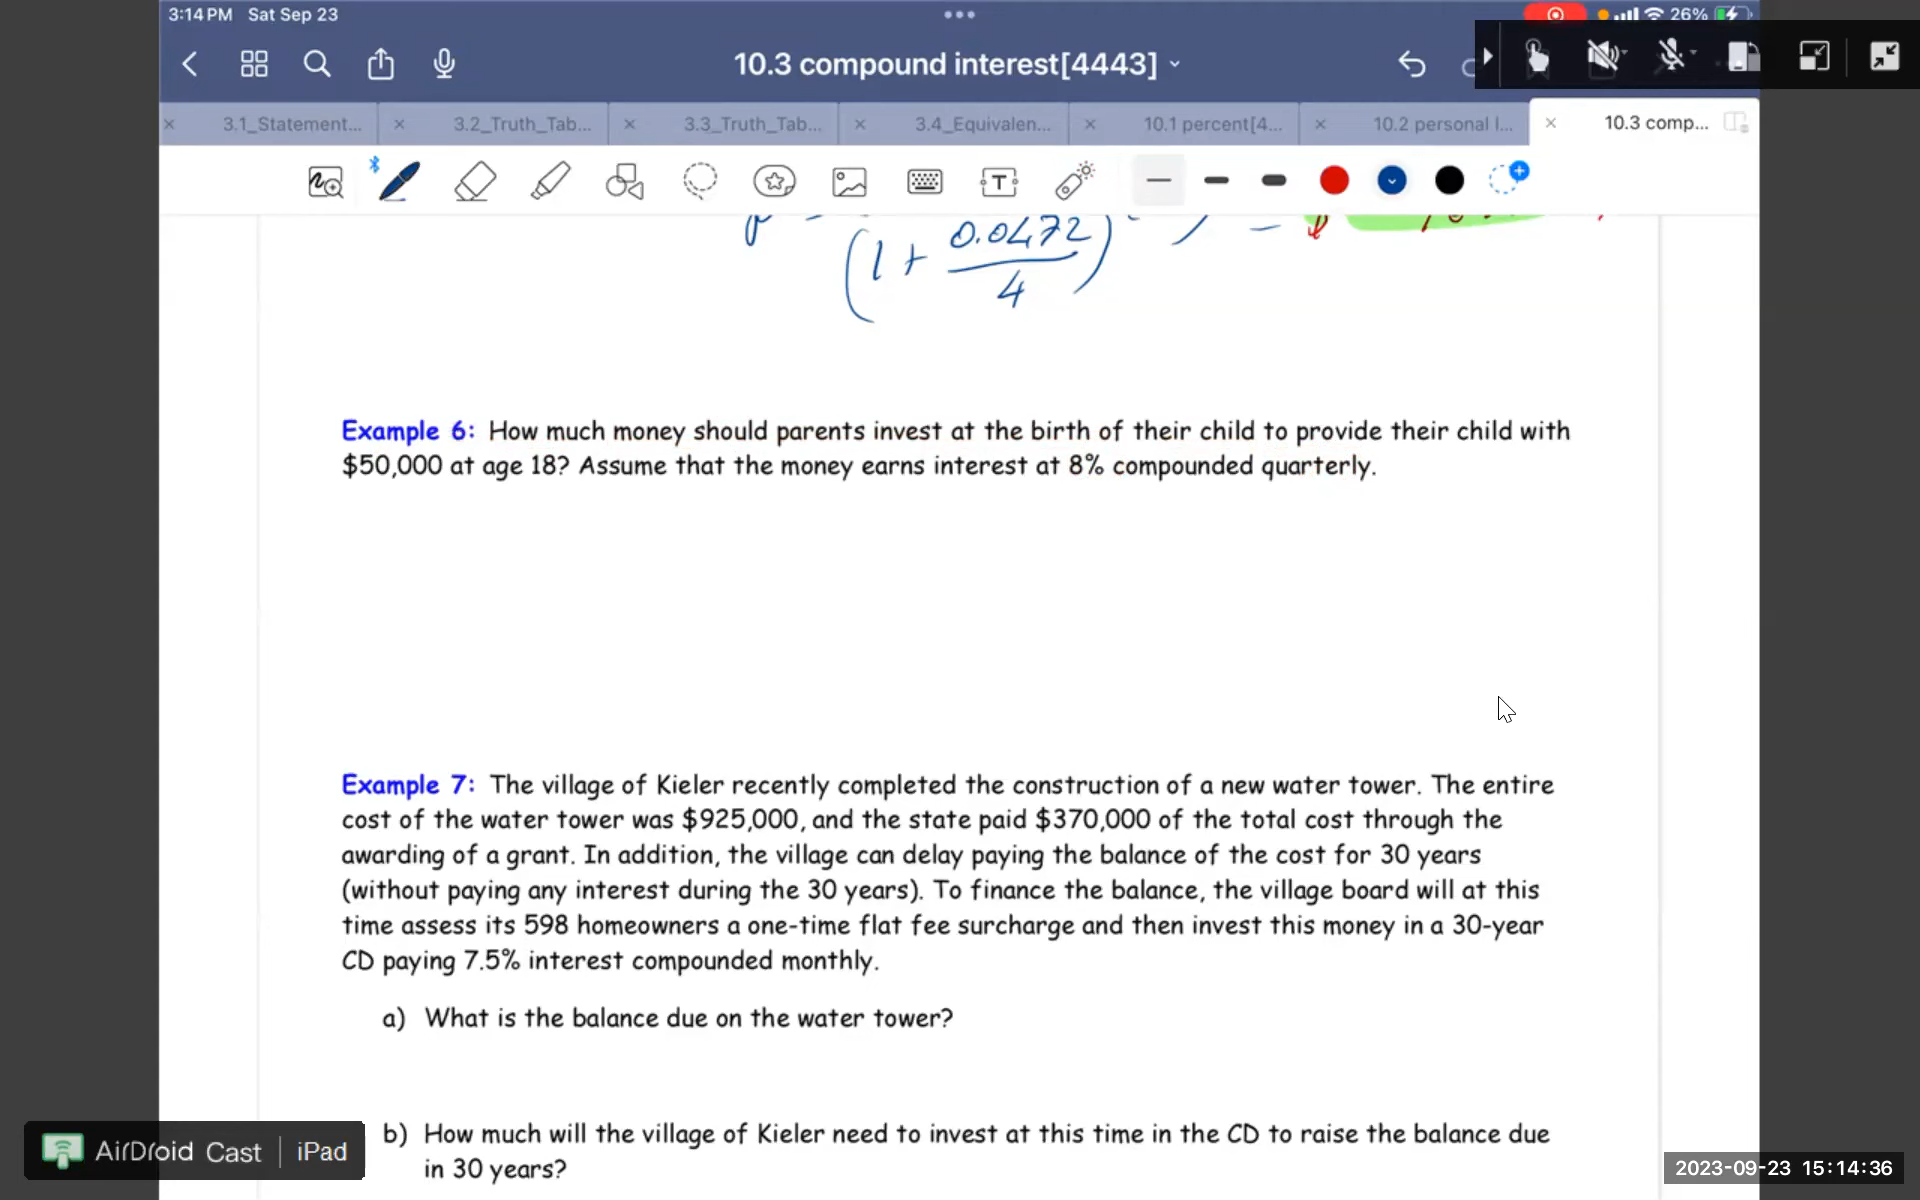 3:14 PM Sat Sep 23
26%
10.3 compound interest[4443]
3.1_Statement...
3.2_Truth_Tab...
3.3_Truth_Tab...
3.4_Equivalen...
10.1 percent[4...
10.2 personal l...
10.3 comp...
(1 + 0.0472
4
)
Example 6: How much money should parents invest at the birth of their child to provide their child with
$50,000 at age 18? Assume that the money earns interest at 8% compounded quarterly.
Example 7: The village of Kieler recently completed the construction of a new water tower. The entire
cost of the water tower was $925,000, and the state paid $370,000 of the total cost through the
awarding of a grant. In addition, the village can delay paying the balance of the cost for 30 years
(without paying any interest during the 30 years). To finance the balance, the village board will at this
time assess its 598 homeowners a one-time flat fee surcharge and then invest this money in a 30-year
CD paying 7.5% interest compounded monthly.
a) What is the balance due on the water tower?
b) How much will the village of Kieler need to invest at this time in the CD to raise the balance due
in 30 years?
AirDroid Cast | iPad
2023-09-23 15:14:36